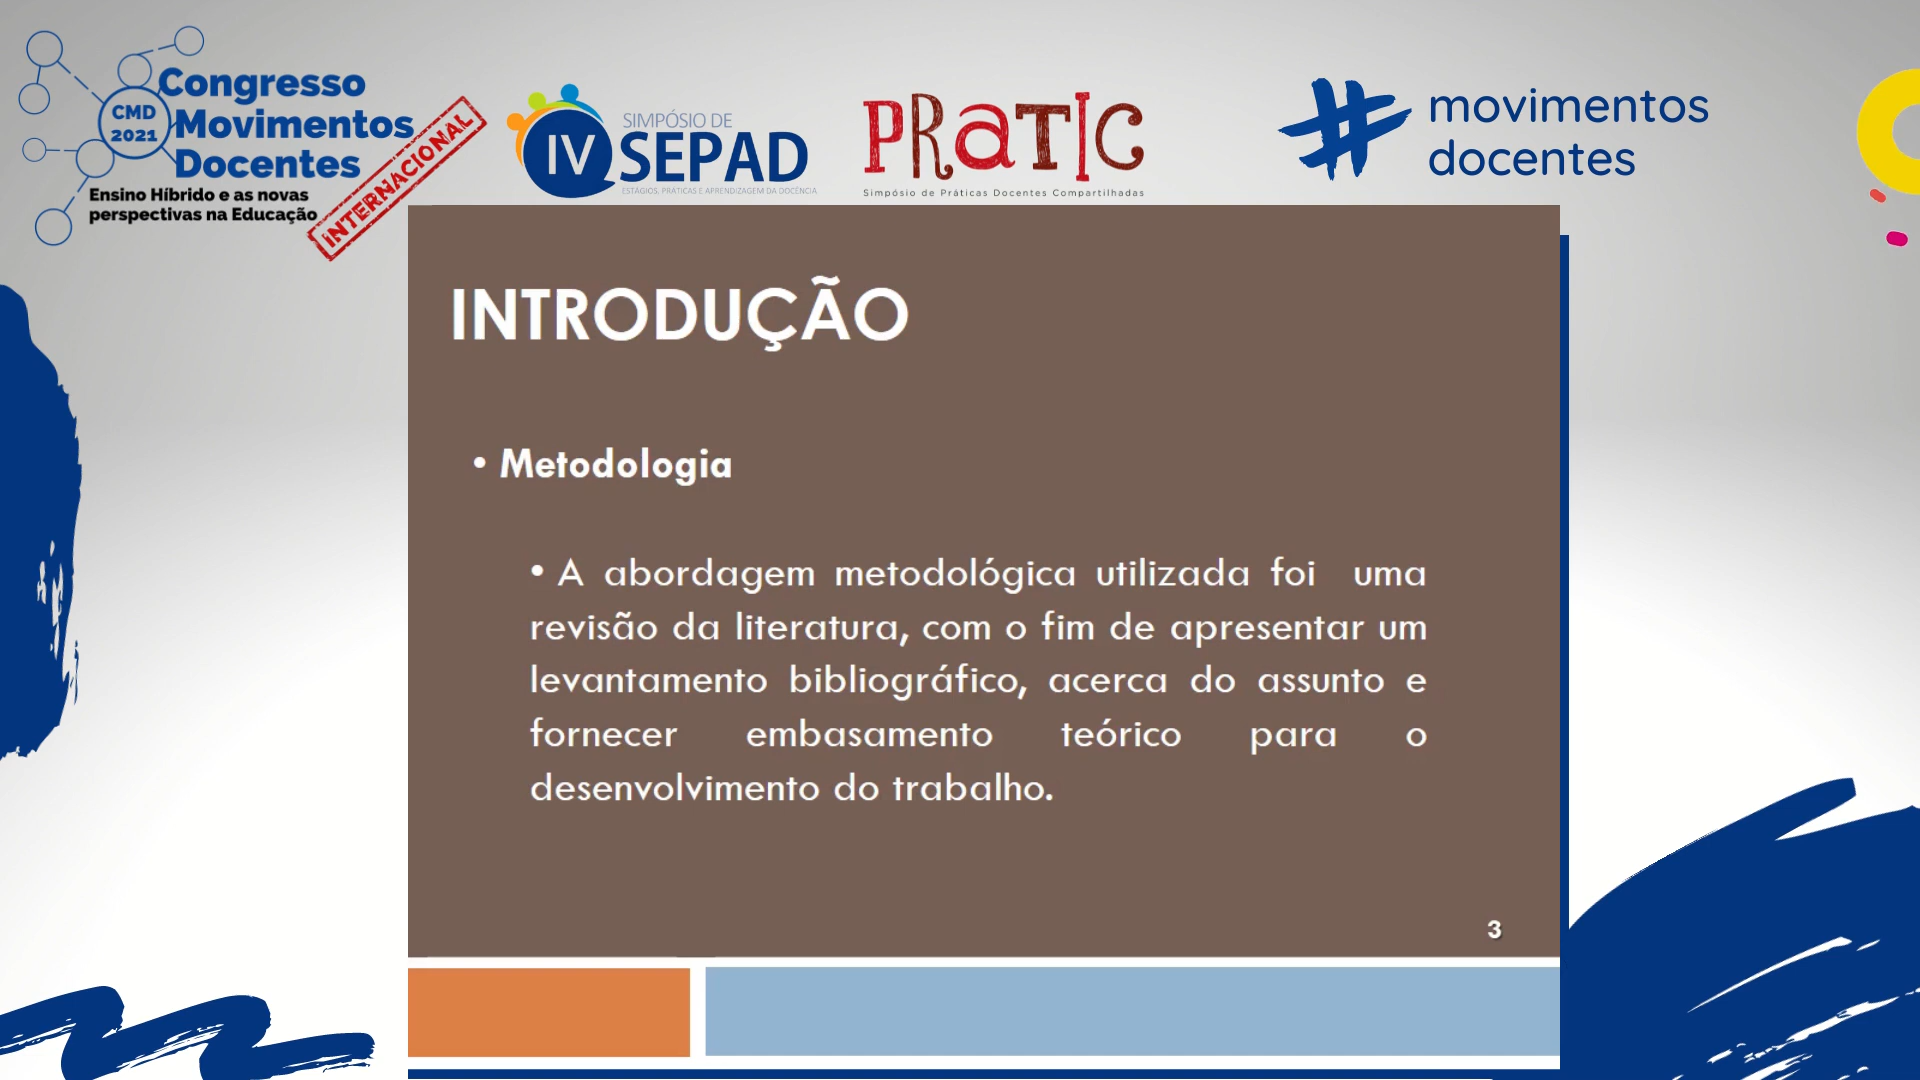 Congresso
CMD
2021
Movimentos
Docentes
Ensino Híbrido e as novas
perspectivas na Educação
INTERNACIONAL
IV
SIMPÓSIO DE
SEPAD
ESTÁGIOS, PRÁTICAS E APRENDIZAGEM DA DOCÊNCIA
PRATIC
Simpósio de Práticas Docentes Compartilhadas
# movimentos
docentes
INTRODUÇÃO
• Metodologia
• A abordagem metodológica utilizada foi uma
revisão da literatura, com o fim de apresentar um
levantamento bibliográfico, acerca do assunto e
fornecer embasamento teórico para o
desenvolvimento do trabalho.
3